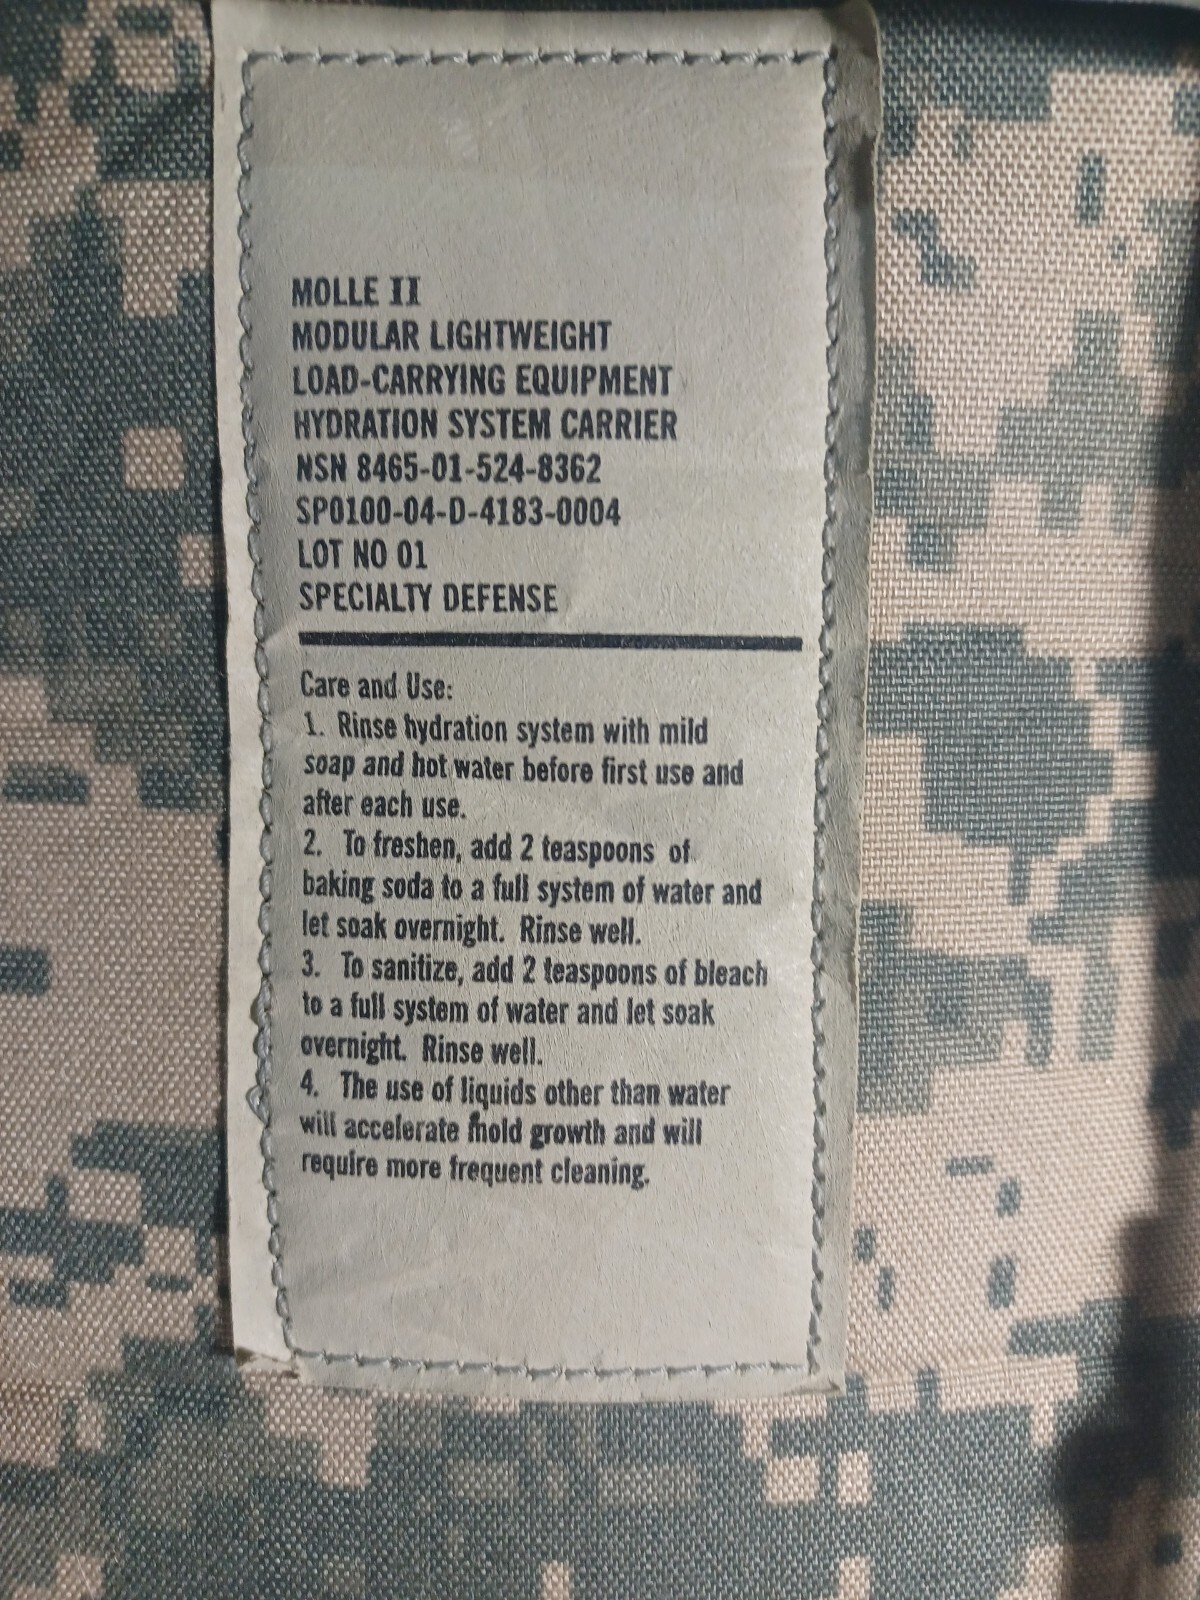 MOLLE II
MODULAR LIGHTWEIGHT
LOAD-CARRYING EQUIPMENT
HYDRATION SYSTEM CARRIER
NSN 8465-01-524-8362
SP0100-04-D-4183-0004
LOT NO 01
SPECIALTY DEFENSE
Care and Use:
1. Rinse hydration system with mild
soap and hot water before first use and
after each use.
2. To freshen, add 2 teaspoons of
baking soda to a full system of water and
let soak overnight. Rinse well.
3. To sanitize, add 2 teaspoons of bleach
to a full system of water and let soak
overnight. Rinse well.
4. The use of liquids other than water
will accelerate mold growth and will
require more frequent cleaning.